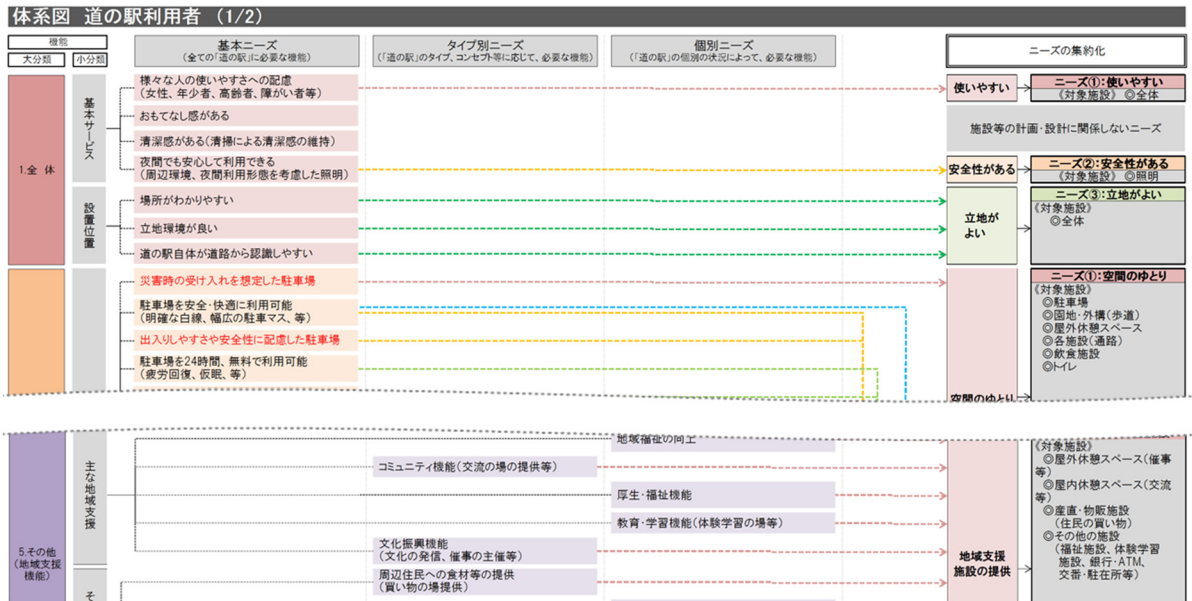 体系図 道の駅利用者 (1/2)
機能
大分類
小分類
基本ニーズ
(全ての「道の駅」に必要な機能)
タイプ別ニーズ
(「道の駅」のタイプ、コンセプト等に応じて、必要な機能)
個別ニーズ
(「道の駅」の個別の状況によって、必要な機能)
ニーズの集約化
1.全 体
基本サービス
様々な人の使いやすさへの配慮
(女性、年少者、高齢者、障がい者等)
おもてなし感がある
清潔感がある(清掃による清潔感の維持)
夜間でも安心して利用できる
(周辺環境、夜間利用形態を考慮した照明)
使いやすい
ニーズ①:使いやすい
《対象施設》 ◎全体
施設等の計画・設計に関係しないニーズ
安全性がある
ニーズ②:安全性がある
《対象施設》 ◎照明
設置位置
場所がわかりやすい
立地環境が良い
道の駅自体が道路から認識しやすい
立地が
よい
ニーズ③:立地がよい
《対象施設》
◎全体
災害時の受け入れを想定した駐車場
駐車場を安全・快適に利用可能
(明確な白線、幅広の駐車マス、等)
出入りしやすさや安全性に配慮した駐車場
駐車場を24時間、無料で利用可能
(疲労回復、仮眠、等)
空間のゆとり
ニーズ①:空間のゆとり
《対象施設》
◎駐車場
◎園地・外構(歩道)
◎屋外休憩スペース
◎各施設(通路)
◎飲食施設
◎トイレ
5.その他
(地域支援
機能)
主な地域支援
そ
地域福祉の向上
コミュニティ機能(交流の場の提供等)
厚生・福祉機能
教育・学習機能(体験学習の場等)
文化振興機能
(文化の発信、催事の主催等)
周辺住民への食材等の提供
(買い物の場提供)
地域支援
施設の提供
《対象施設》
◎屋外休憩スペース(催事
等)
◎屋内休憩スペース(交流
等)
◎産直・物販施設
(住民の買い物)
◎その他の施設
(福祉施設、体験学習
施設、銀行・ATM、
交番・駐在所等)